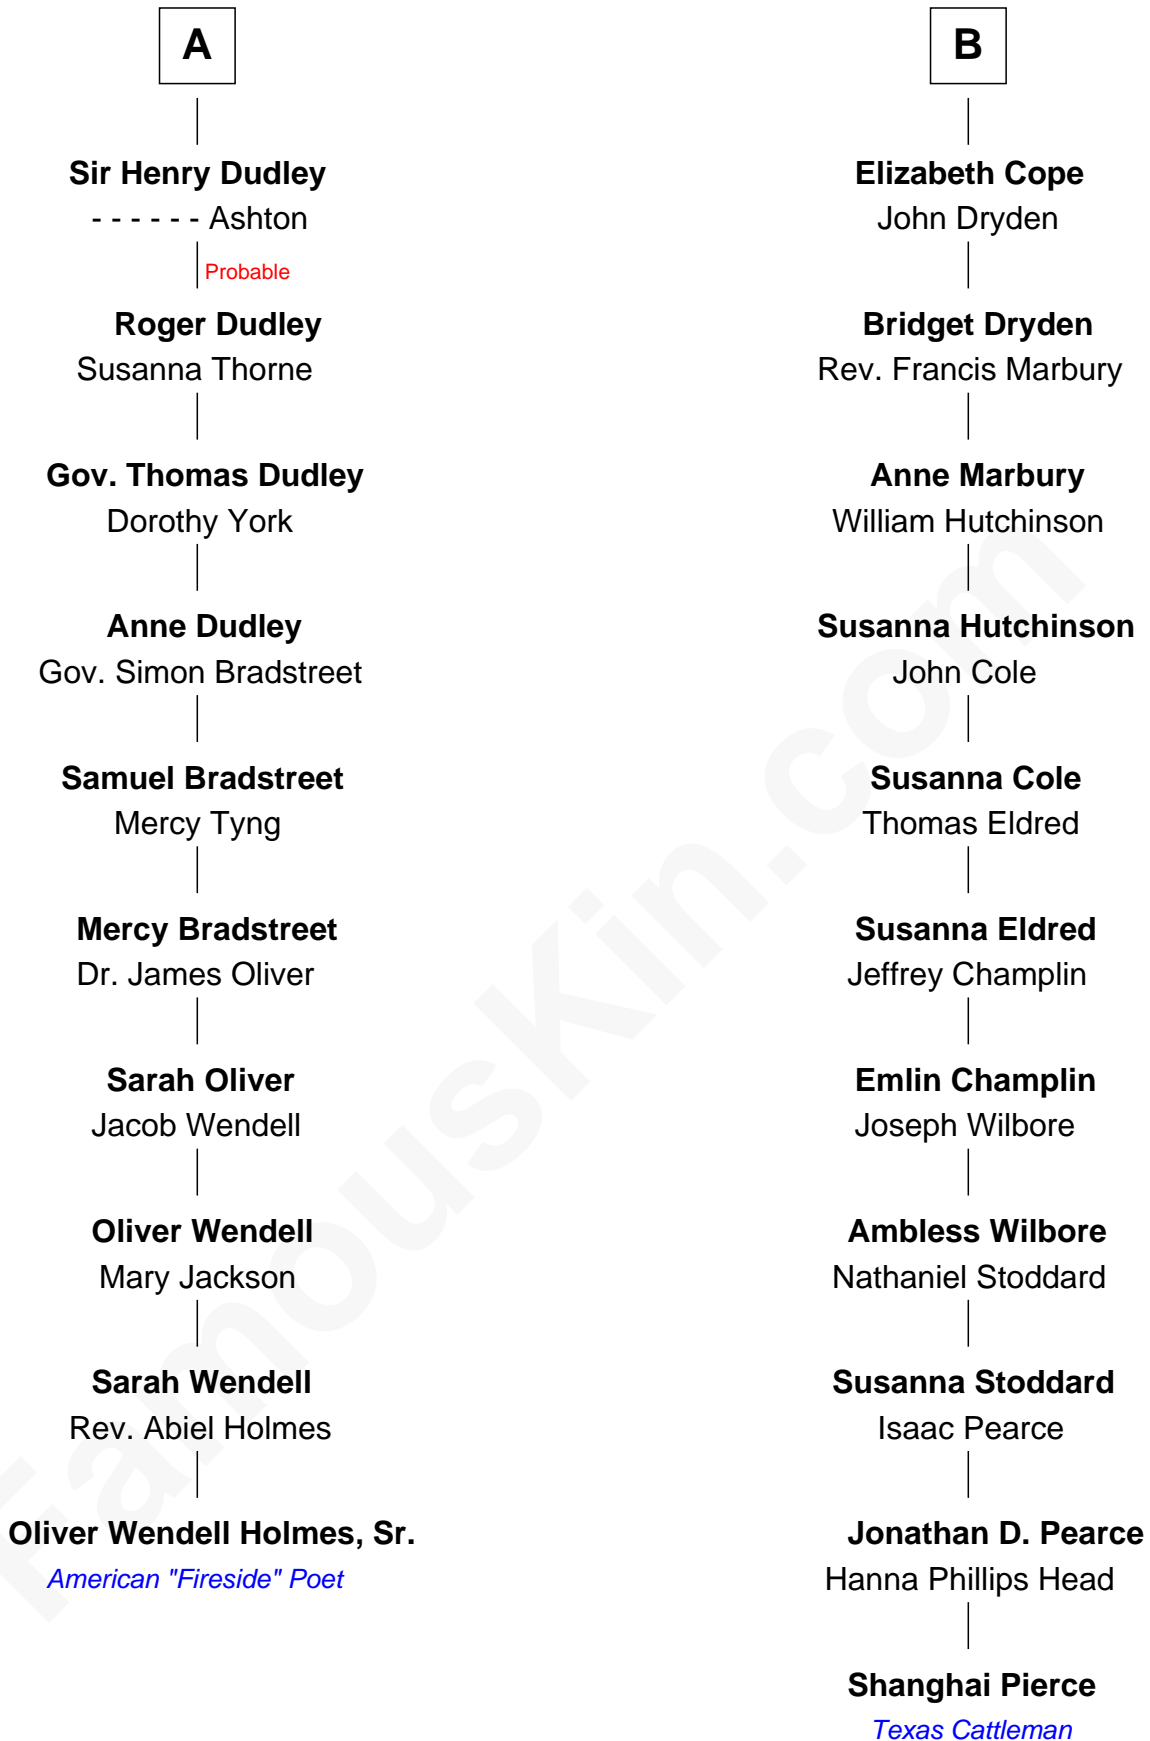 A
Sir Henry Dudley
- - - - - - Ashton
Probable
Roger Dudley
Susanna Thorne
Gov. Thomas Dudley
Dorothy York
Anne Dudley
Gov. Simon Bradstreet
Samuel Bradstreet
Mercy Tyng
Mercy Bradstreet
Dr. James Oliver
Sarah Oliver
Jacob Wendell
Oliver Wendell
Mary Jackson
Sarah Wendell
Rev. Abiel Holmes
Oliver Wendell Holmes, Sr.
American "Fireside" Poet
B
Elizabeth Cope
John Dryden
Bridget Dryden
Rev. Francis Marbury
Anne Marbury
William Hutchinson
Susanna Hutchinson
John Cole
Susanna Cole
Thomas Eldred
Susanna Eldred
Jeffrey Champlin
Emlin Champlin
Joseph Wilbore
Ambless Wilbore
Nathaniel Stoddard
Susanna Stoddard
Isaac Pearce
Jonathan D. Pearce
Hanna Phillips Head
Shanghai Pierce
Texas Cattleman
FamousKin.com